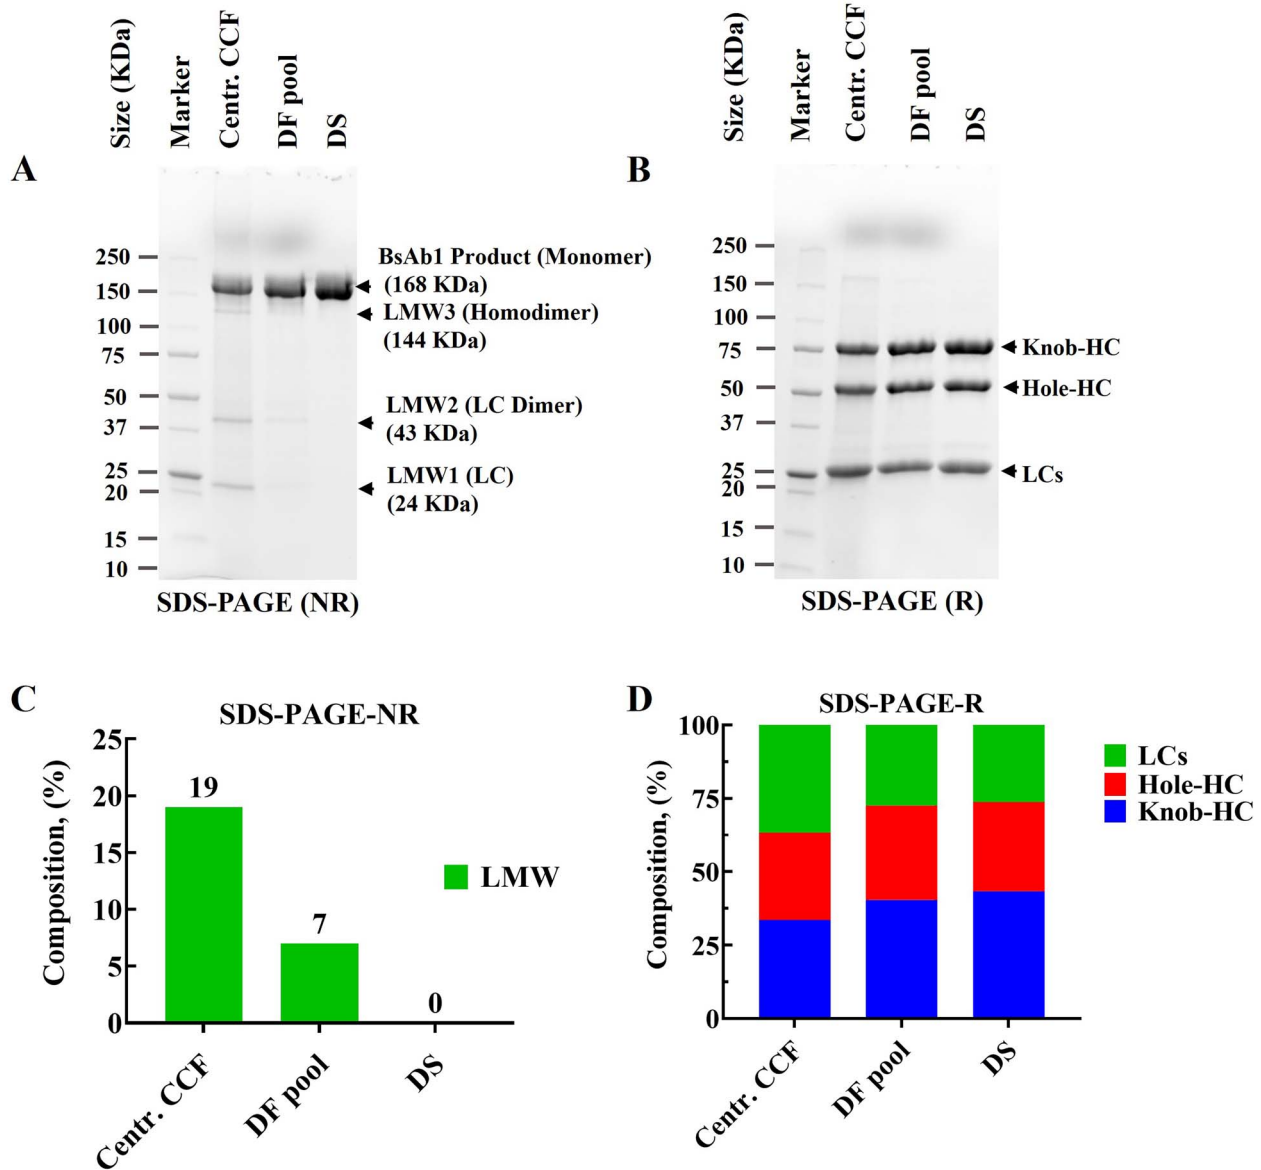 A
Size (KDa)
Marker
Centr. CCF
DF pool
DS
250
150
100
75
50
37
25
20
15
10
BsAb1 Product (Monomer)
(168 KDa)
LMW3 (Homodimer)
(144 KDa)
LMW2 (LC Dimer)
(43 KDa)
LMW1 (LC)
(24 KDa)
SDS-PAGE (NR)
B
Size (KDa)
Marker
Centr. CCF
DF pool
DS
250
150
100
75
50
37
25
20
15
10
Knob-HC
Hole-HC
LCs
SDS-PAGE (R)
C
SDS-PAGE-NR
Composition, (%)
25
20
15
10
5
0
19
7
0
LMW
Centr. CCF
DF pool
DS
D
SDS-PAGE-R
Composition, (%)
100
75
50
25
0
LCs
Hole-HC
Knob-HC
Centr. CCF
DF pool
DS